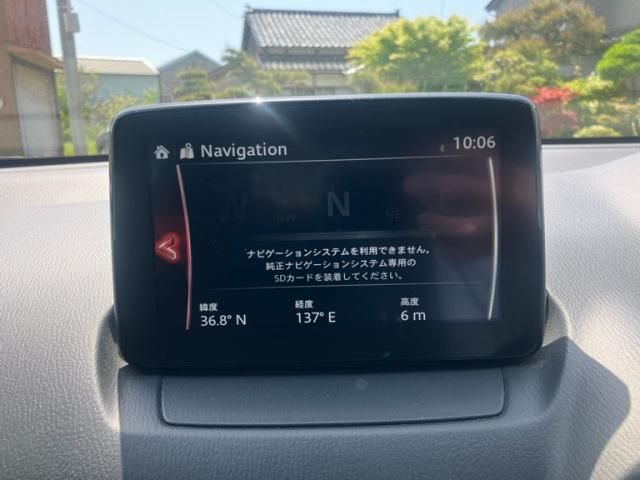 Navigation
10:06
W NW N NE
ナビゲーションシステムを利用できません。
純正ナビゲーションシステム専用の
SDカードを装着してください。
緯度 経度 高度
36.8° N 137° E 6 m